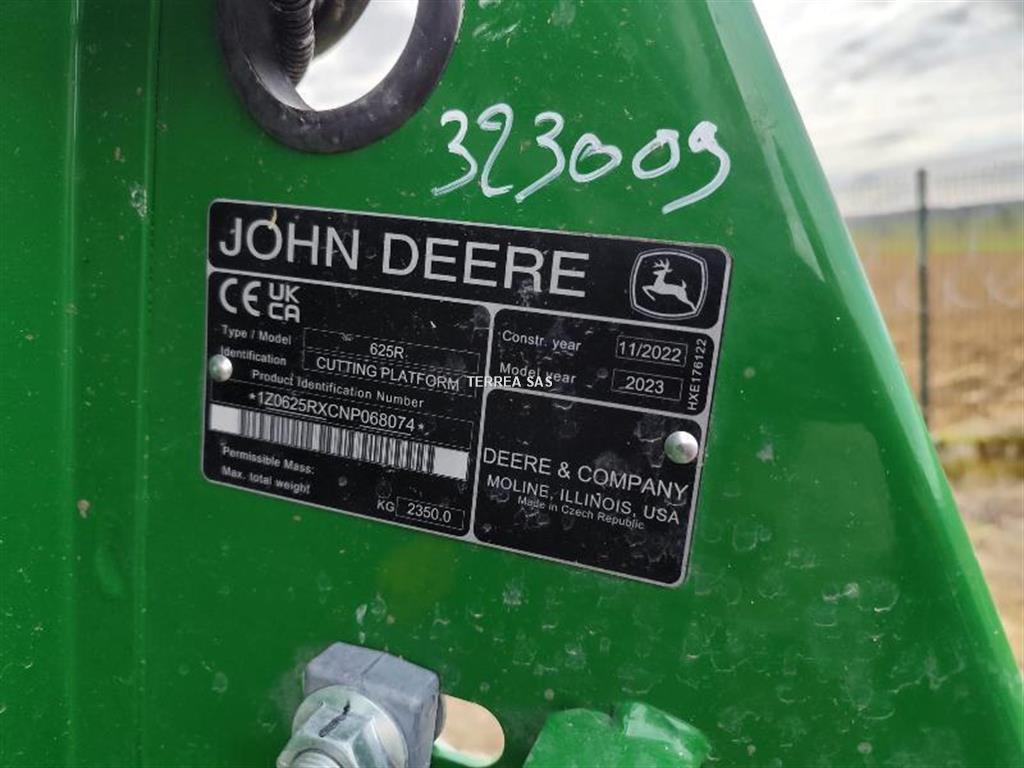 323009
JOHN DEERE
CE UK CA
Type / Model 625R
Identification CUTTING PLATFORM
Product Identification Number
*1Z0625RXCNP068074*
Permissible Mass:
Max. total weight KG 2350.0
Constr. year 11/2022
Model year 2023
HXE176122
DEERE & COMPANY
MOLINE, ILLINOIS, USA
Made in Czech Republic
TERREA SAS